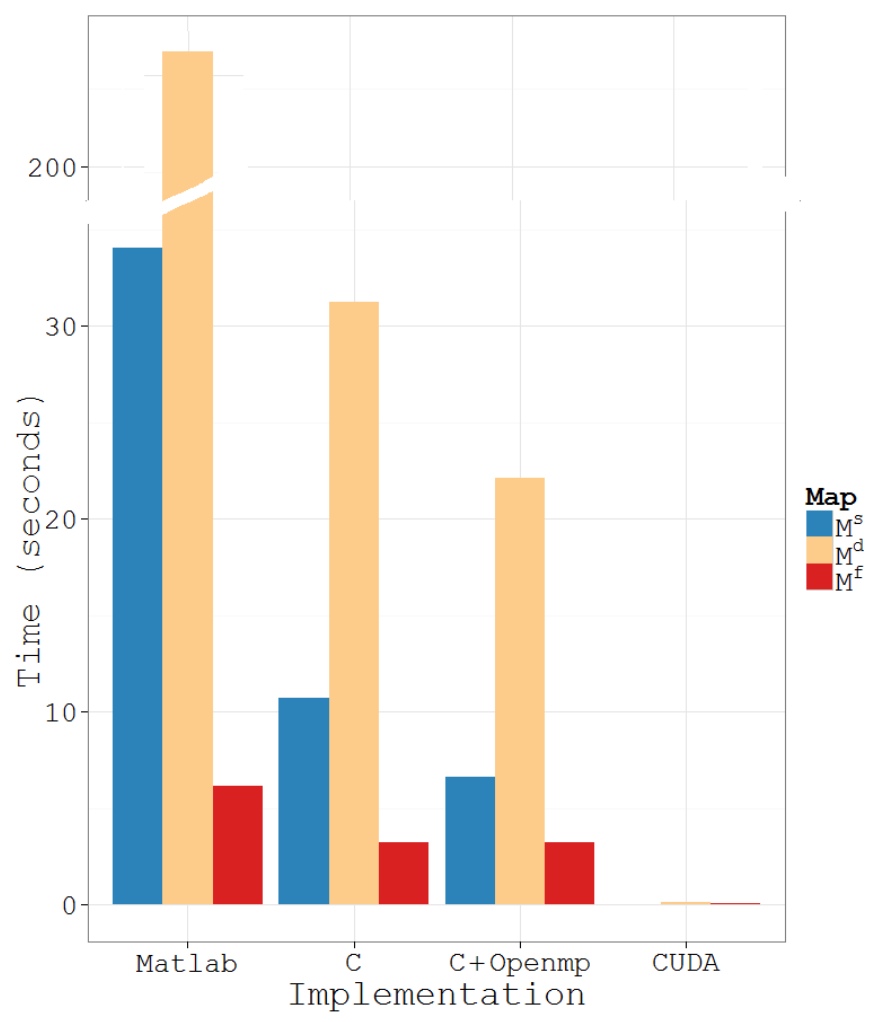 200
30
20
10
0
Time (seconds)
Matlab C C+Openmp CUDA
Implementation
Map
Mˢ
Mᵈ
Mᶠ